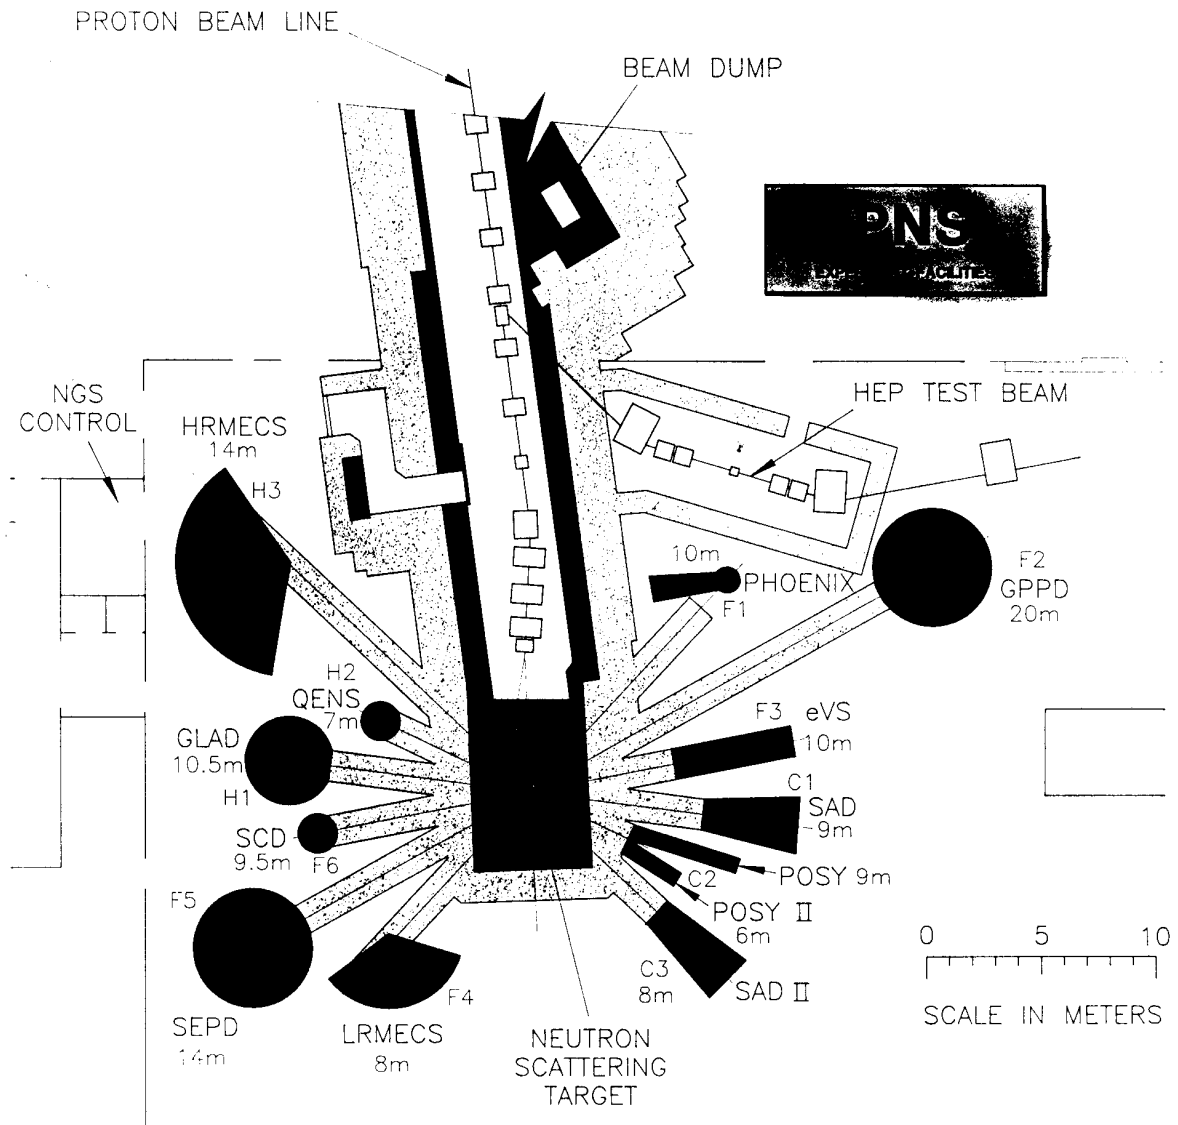 PROTON BEAM LINE
BEAM DUMP
PNS
FACILITIES
NGS
CONTROL
HRMECS
14m
H3
HEP TEST BEAM
10m
PHOENIX
F1
F2
GPPD
20m
H2
QENS
7m
GLAD
10.5m
H1
F3 eVS
10m
C1
SAD
9m
SCD
9.5m
F6
C2
POSY 9m
POSY II
6m
F5
SEPD
14m
F4
LRMECS
8m
C3
8m
SAD II
NEUTRON
SCATTERING
TARGET
0 5 10
SCALE IN METERS